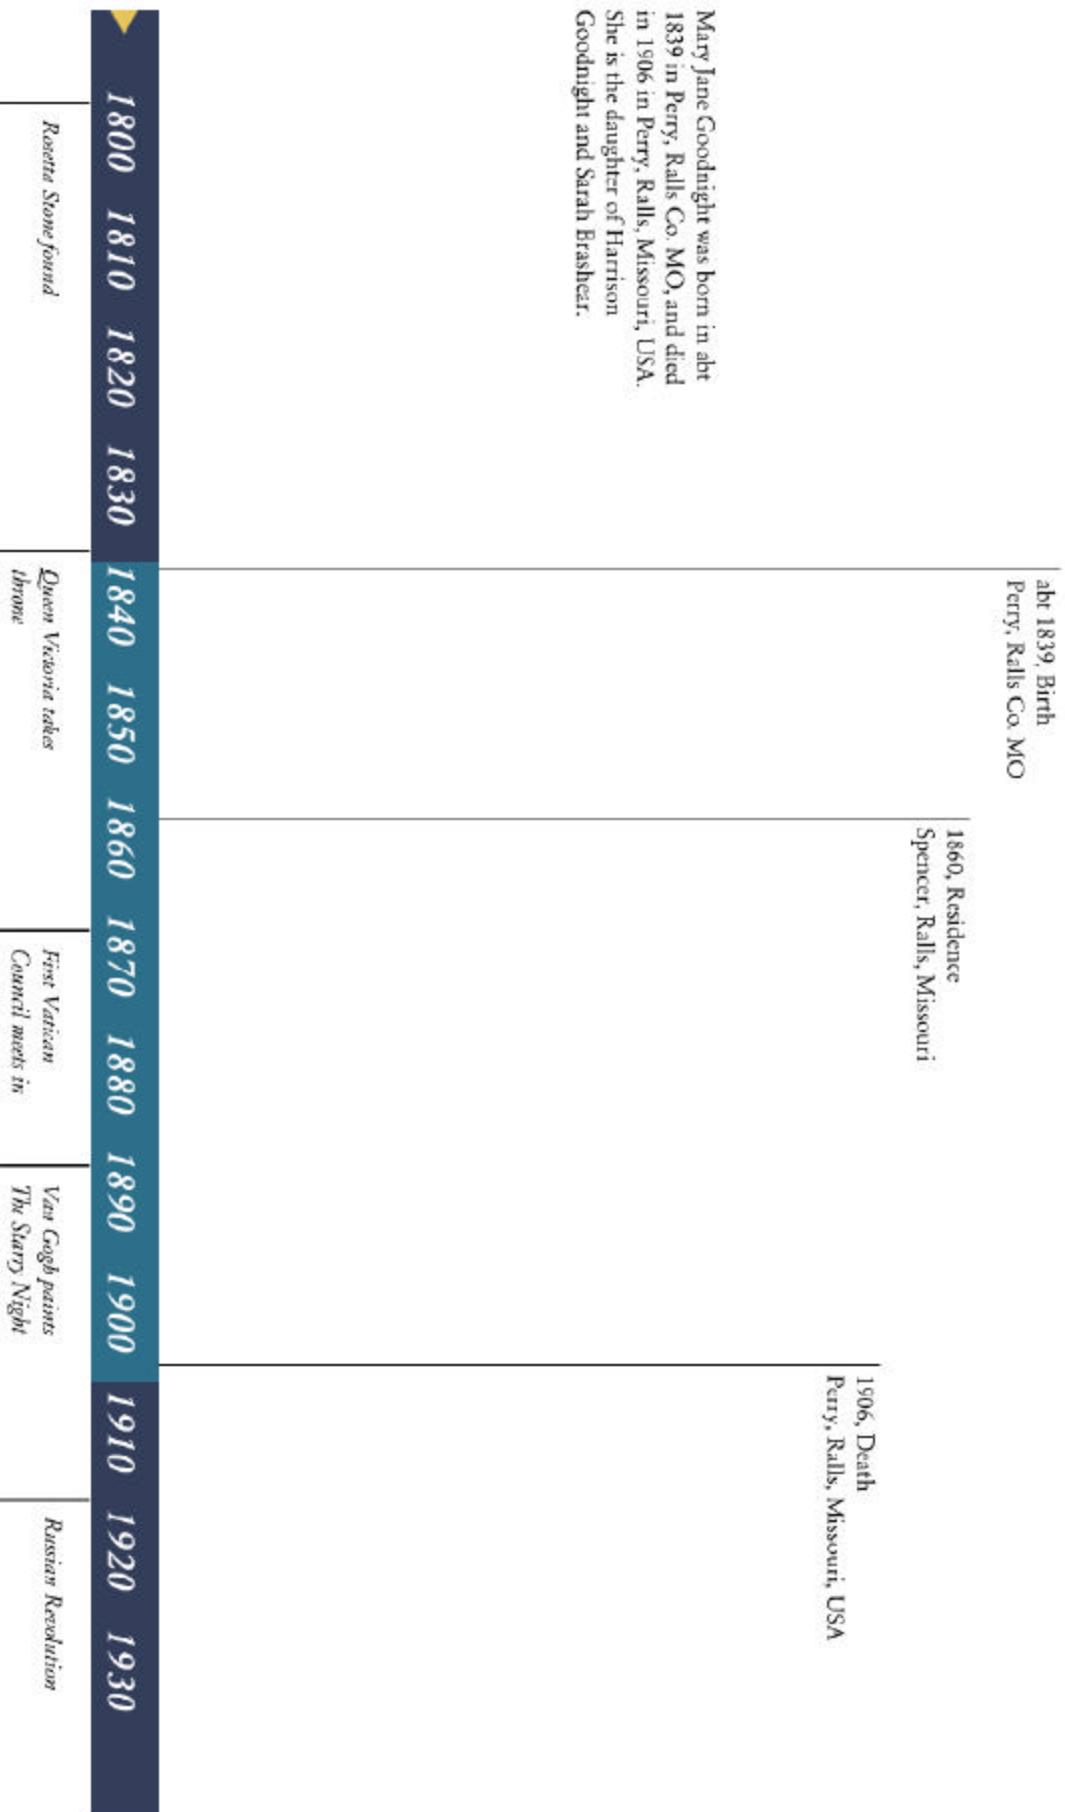 abt 1839, Birth
Perry, Ralls Co. MO
1860, Residence
Spencer, Ralls, Missouri
1906, Death
Perry, Ralls, Missouri, USA
Mary Jane Goodnight was born in abt
1839 in Perry, Ralls Co. MO, and died
in 1906 in Perry, Ralls, Missouri, USA.
She is the daughter of Harrison
Goodnight and Sarah Brashear.
1800 1810 1820 1830 1840 1850 1860 1870 1880 1890 1900 1910 1920 1930
Rosetta Stone found
Queen Victoria takes
throne
First Vatican
Council meets in
Van Gogh paints
The Starry Night
Russian Revolution